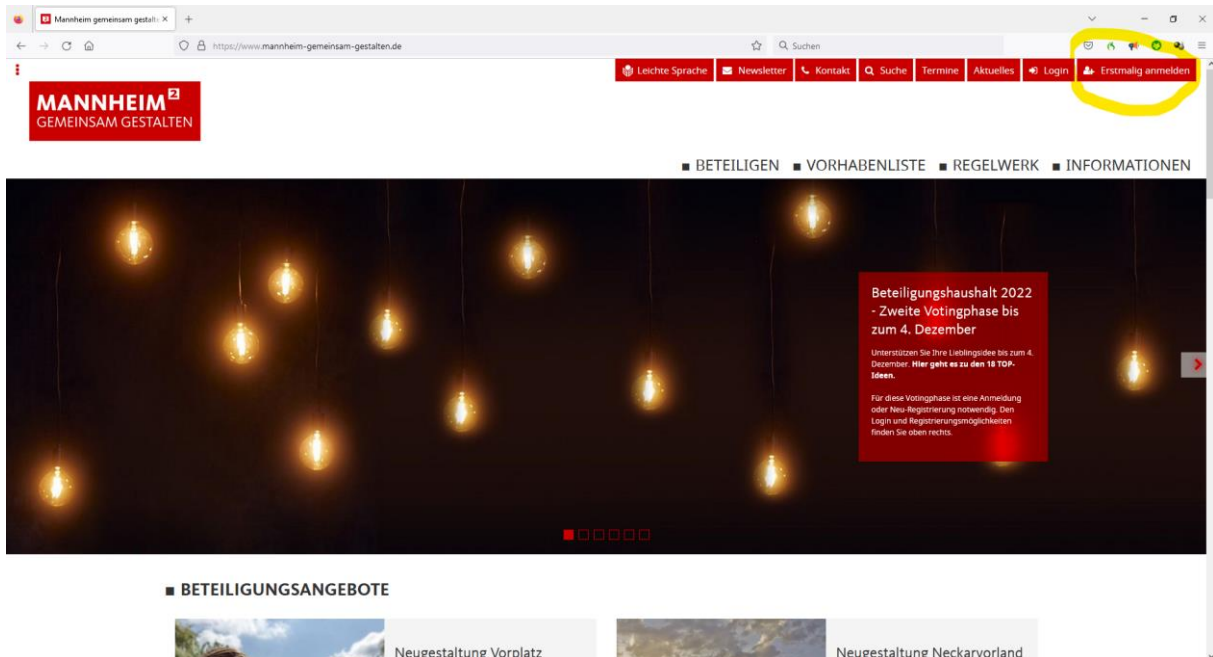 Mannheim gemeinsam gestalt
https://www.mannheim-gemeinsam-gestalten.de
Suchen
Leichte Sprache
Newsletter
Kontakt
Suche
Termine
Aktuelles
Login
Erstmalig anmelden
MANNHEIM²
GEMEINSAM GESTALTEN
BETEILIGEN
VORHABENLISTE
REGELWERK
INFORMATIONEN
Beteiligungshaushalt 2022
- Zweite Votingphase bis
zum 4. Dezember
Unterstützen Sie Ihre Lieblingsidee bis zum 4.
Dezember. Hier geht es zu den 18 TOP-
Ideen.
Für diese Votingphase ist eine Anmeldung
oder Neu-Registrierung notwendig. Den
Login und Registrierungsmöglichkeiten
finden Sie oben rechts.
BETEILIGUNGSANGEBOTE
Neugestaltung Vorplatz
Neugestaltung Neckarvorland